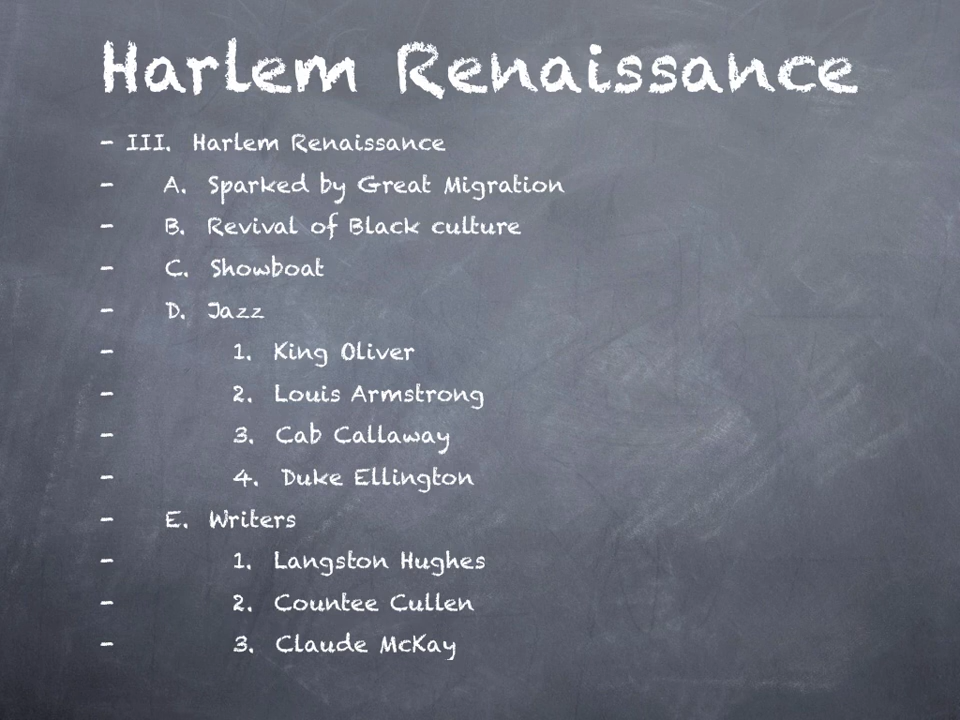 Harlem Renaissance
- III. Harlem Renaissance
- A. Sparked by Great Migration
- B. Revival of Black culture
- C. Showboat
- D. Jazz
- 1. King Oliver
- 2. Louis Armstrong
- 3. Cab Callaway
- 4. Duke Ellington
- E. Writers
- 1. Langston Hughes
- 2. Countee Cullen
- 3. Claude McKay